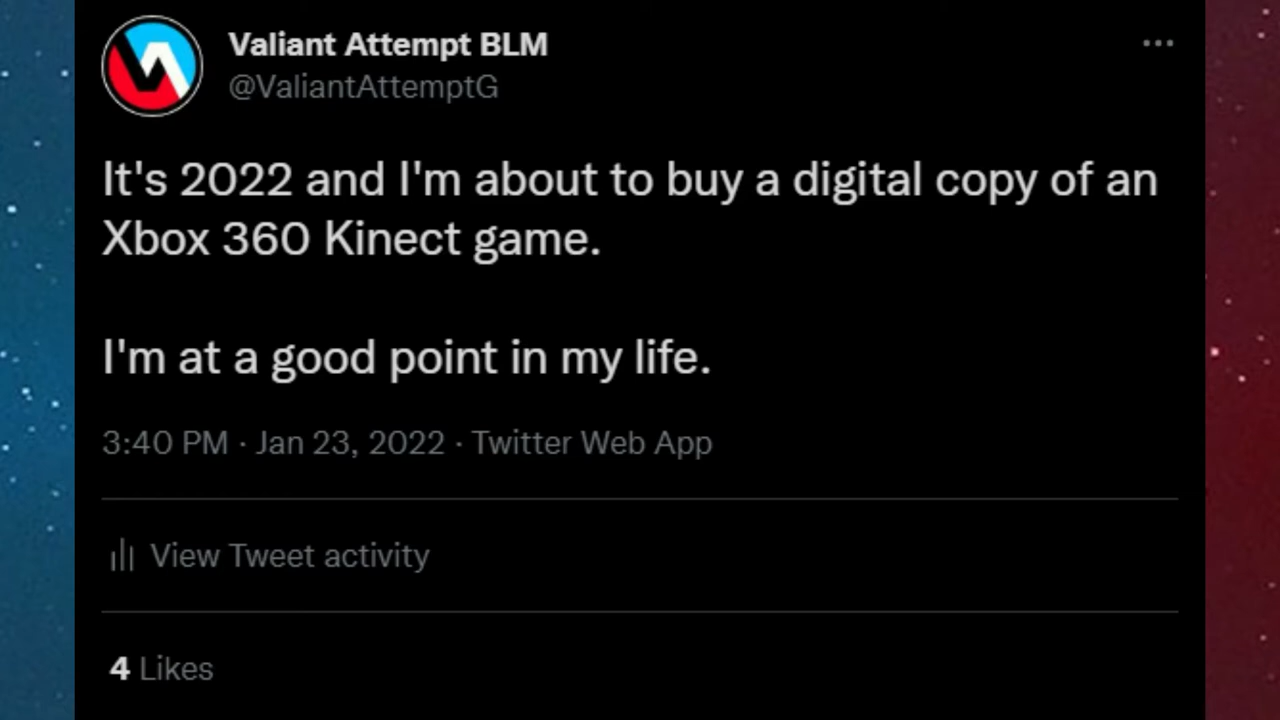 Valiant Attempt BLM
@ValiantAttemptG
It's 2022 and I'm about to buy a digital copy of an
Xbox 360 Kinect game.
I'm at a good point in my life.
3:40 PM · Jan 23, 2022 · Twitter Web App
View Tweet activity
4 Likes